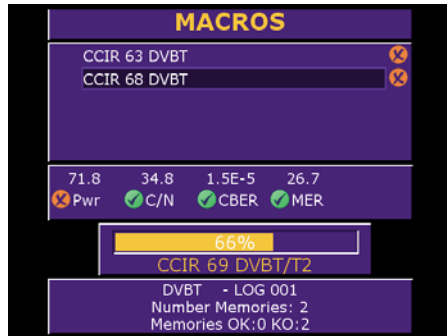 MACROS
CCIR 63 DVBT
CCIR 68 DVBT
71.8 34.8 1.5E-5 26.7
Pwr C/N CBER MER
66%
CCIR 69 DVBT/T2
DVBT - LOG 001
Number Memories: 2
Memories OK:0 KO:2